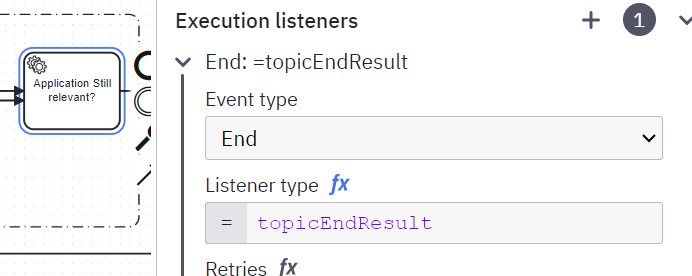 Execution listeners
1
Application Still
relevant?
End: =topicEndResult
Event type
End
Listener type fx
= topicEndResult
Retries fx